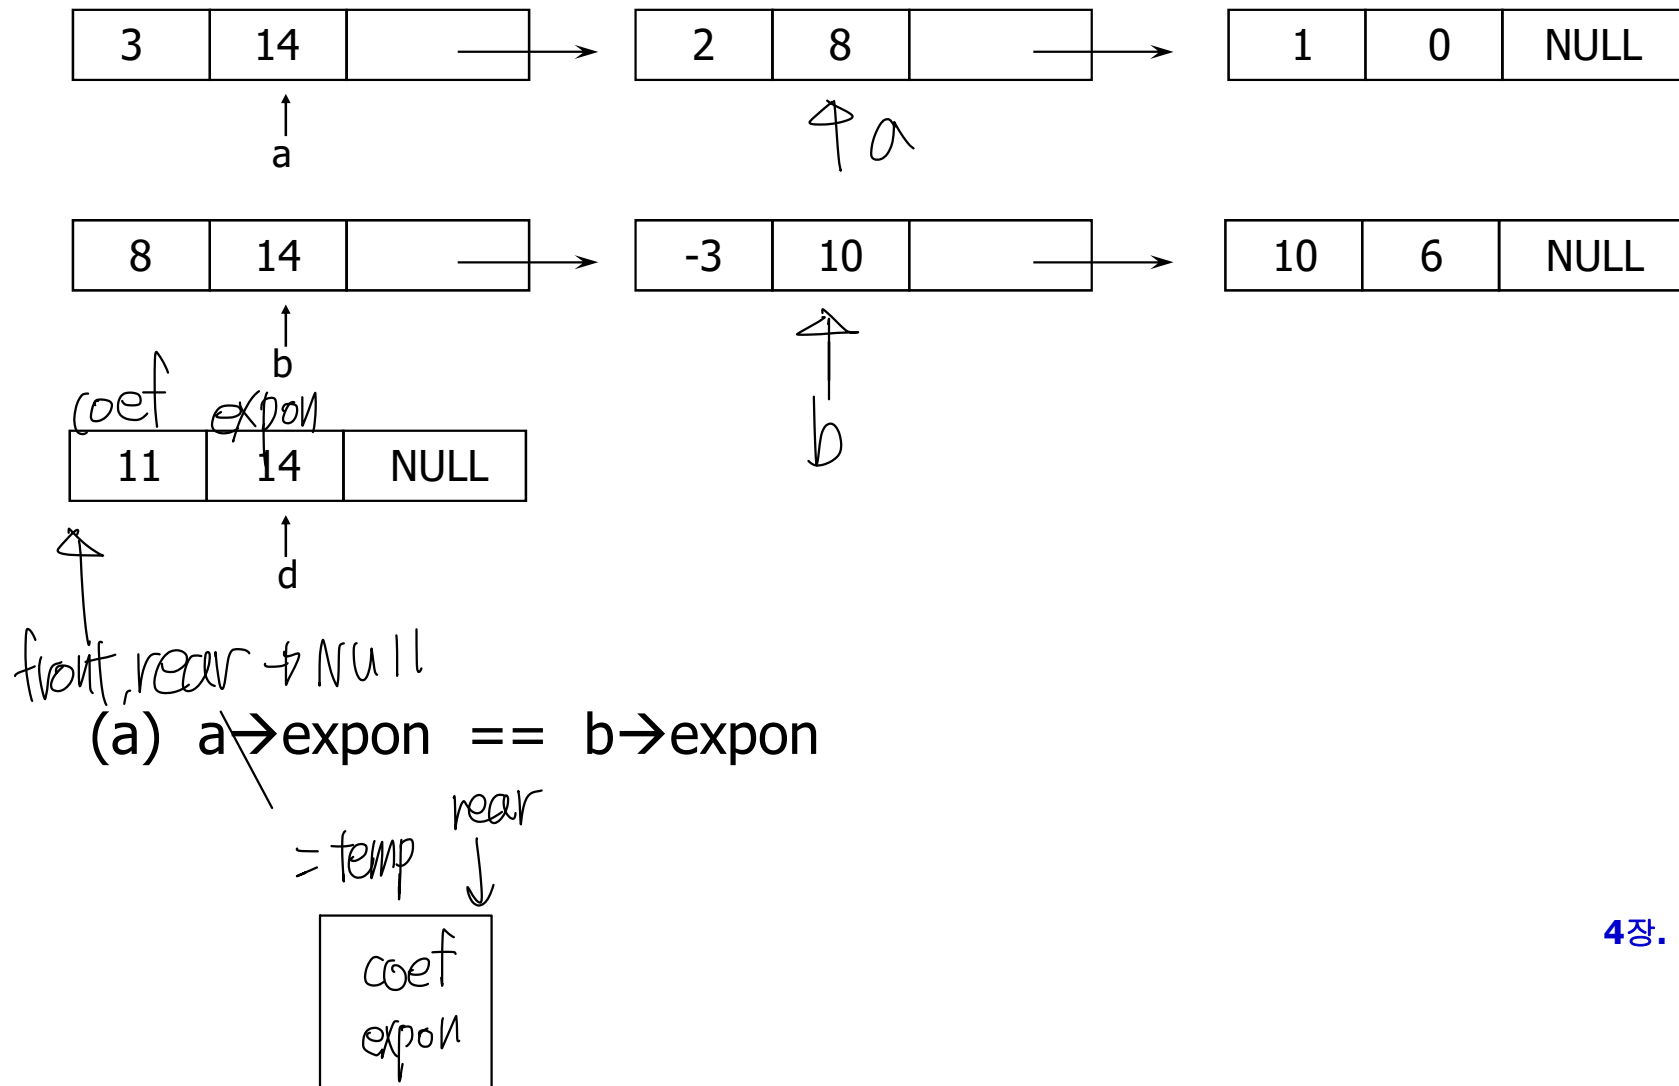 3 14 2 8 1 0 NULL
a a
8 14 -3 10 10 6 NULL
b b
coef expon
11 14 NULL
d
front, rear → NULL
(a) a→expon == b→expon
rear
= temp
coef
expon
4장.